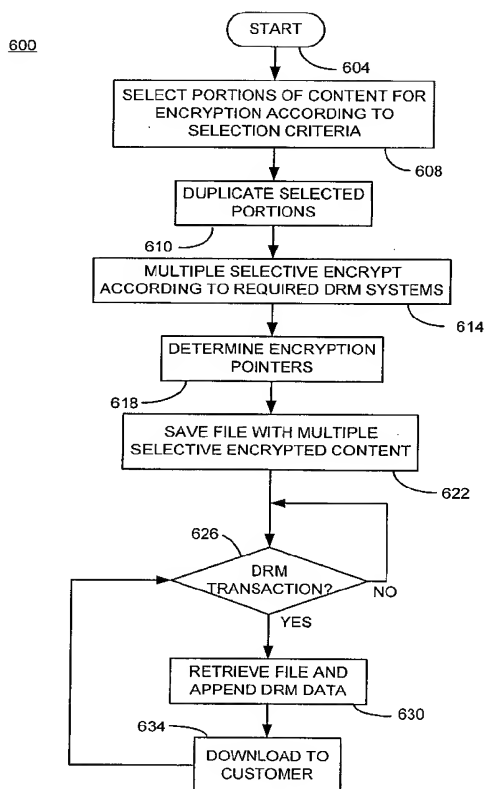 600
START
604
SELECT PORTIONS OF CONTENT FOR
ENCRYPTION ACCORDING TO
SELECTION CRITERIA
608
DUPLICATE SELECTED
PORTIONS
610
MULTIPLE SELECTIVE ENCRYPT
ACCORDING TO REQUIRED DRM SYSTEMS
614
DETERMINE ENCRYPTION
POINTERS
618
SAVE FILE WITH MULTIPLE
SELECTIVE ENCRYPTED CONTENT
622
626
DRM
TRANSACTION?
NO
YES
RETRIEVE FILE AND
APPEND DRM DATA
630
634
DOWNLOAD TO
CUSTOMER